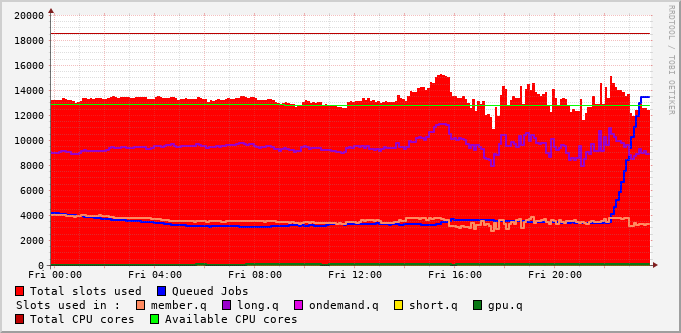 20000
18000
16000
14000
12000
10000
8000
6000
4000
2000
0
Fri 00:00 Fri 04:00 Fri 08:00 Fri 12:00 Fri 16:00 Fri 20:00
Total slots used Queued Jobs
Slots used in : member.q long.q ondemand.q short.q gpu.q
Total CPU cores Available CPU cores
RRDTOOL / TOBI OETIKER